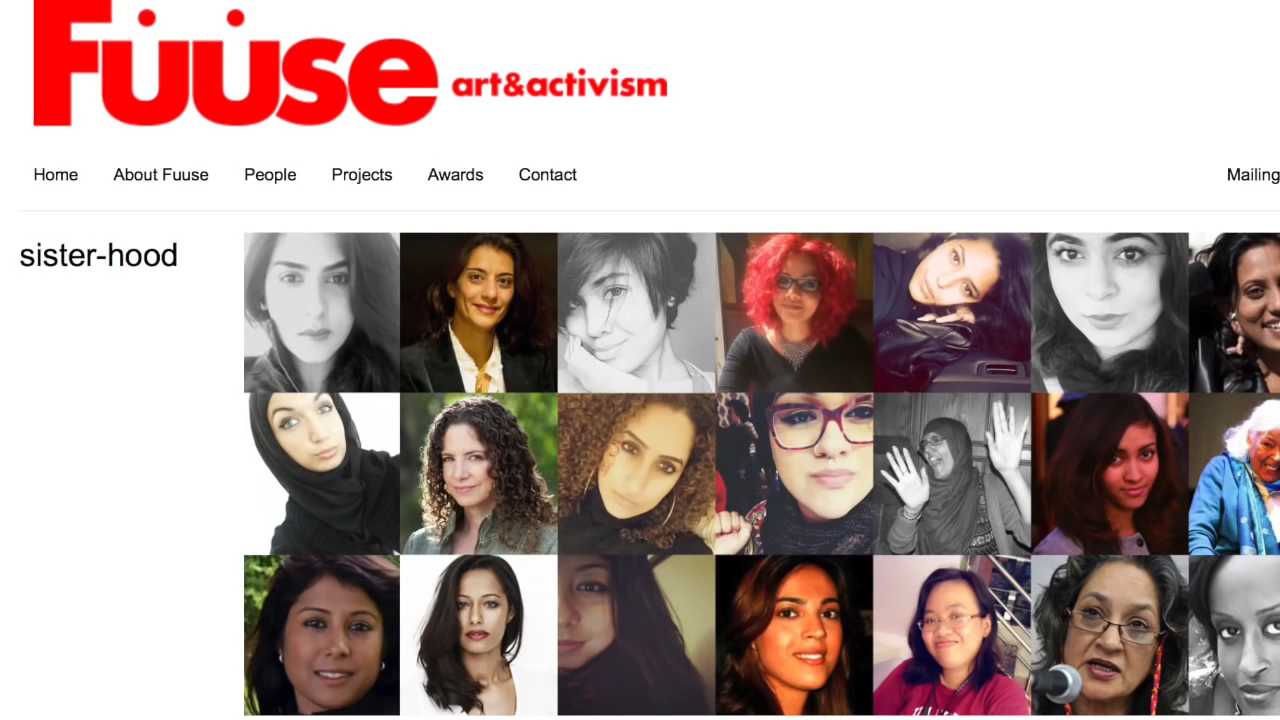 Fuuse art&activism
Home About Fuuse People Projects Awards Contact Mailing
sister-hood